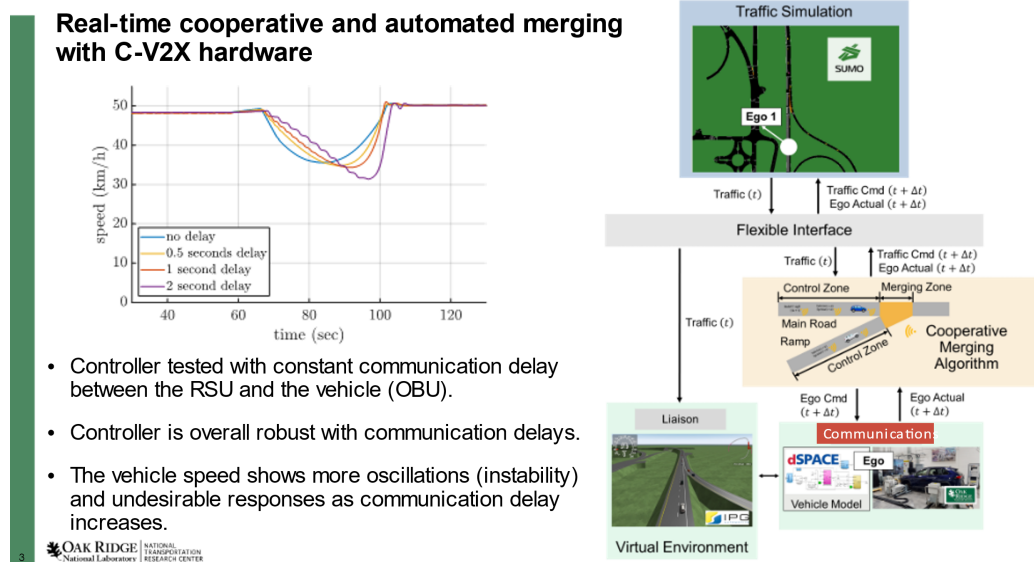 Real-time cooperative and automated merging
with C-V2X hardware
speed (km/h)
50
40
30
20
10
0
no delay
0.5 seconds delay
1 second delay
2 second delay
40 60 80 100 120
time (sec)
• Controller tested with constant communication delay
between the RSU and the vehicle (OBU).
• Controller is overall robust with communication delays.
• The vehicle speed shows more oscillations (instability)
and undesirable responses as communication delay
increases.
3
OAK RIDGE
National Laboratory
NATIONAL
TRANSPORTATION
RESEARCH CENTER
Traffic Simulation
SUMO
Ego 1
Traffic (t)
Traffic Cmd (t + Δt)
Ego Actual (t + Δt)
Flexible Interface
Traffic (t)
Traffic Cmd (t + Δt)
Ego Actual (t + Δt)
Traffic (t)
Control Zone
Merging Zone
Main Road
Ramp
Control Zone
Cooperative
Merging
Algorithm
Ego Cmd
(t + Δt)
Ego Actual
(t + Δt)
Liaison
IPG
Virtual Environment
Communications
dSPACE
Ego
Vehicle Model
OAK RIDGE